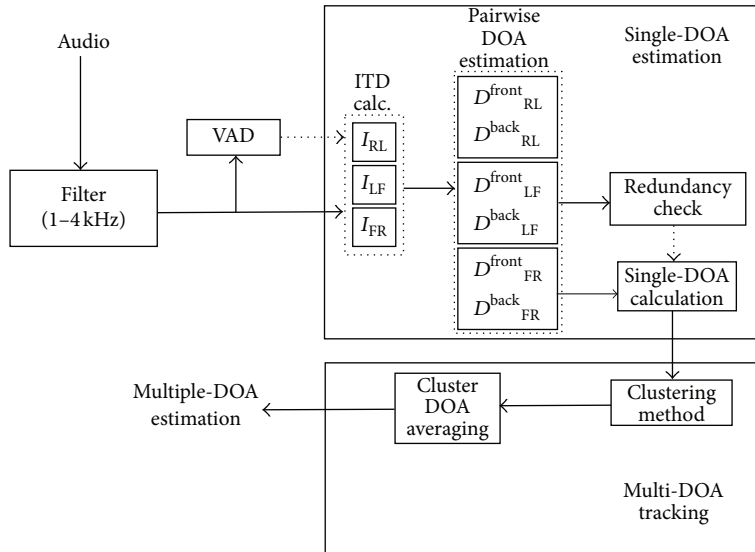 Audio
Filter
(1–4 kHz)
VAD
ITD
calc.
I_RL
I_LF
I_FR
Pairwise
DOA
estimation
D^front_RL
D^back_RL
D^front_LF
D^back_LF
D^front_FR
D^back_FR
Single-DOA
estimation
Redundancy
check
Single-DOA
calculation
Clustering
method
Cluster
DOA
averaging
Multiple-DOA
estimation
Multi-DOA
tracking